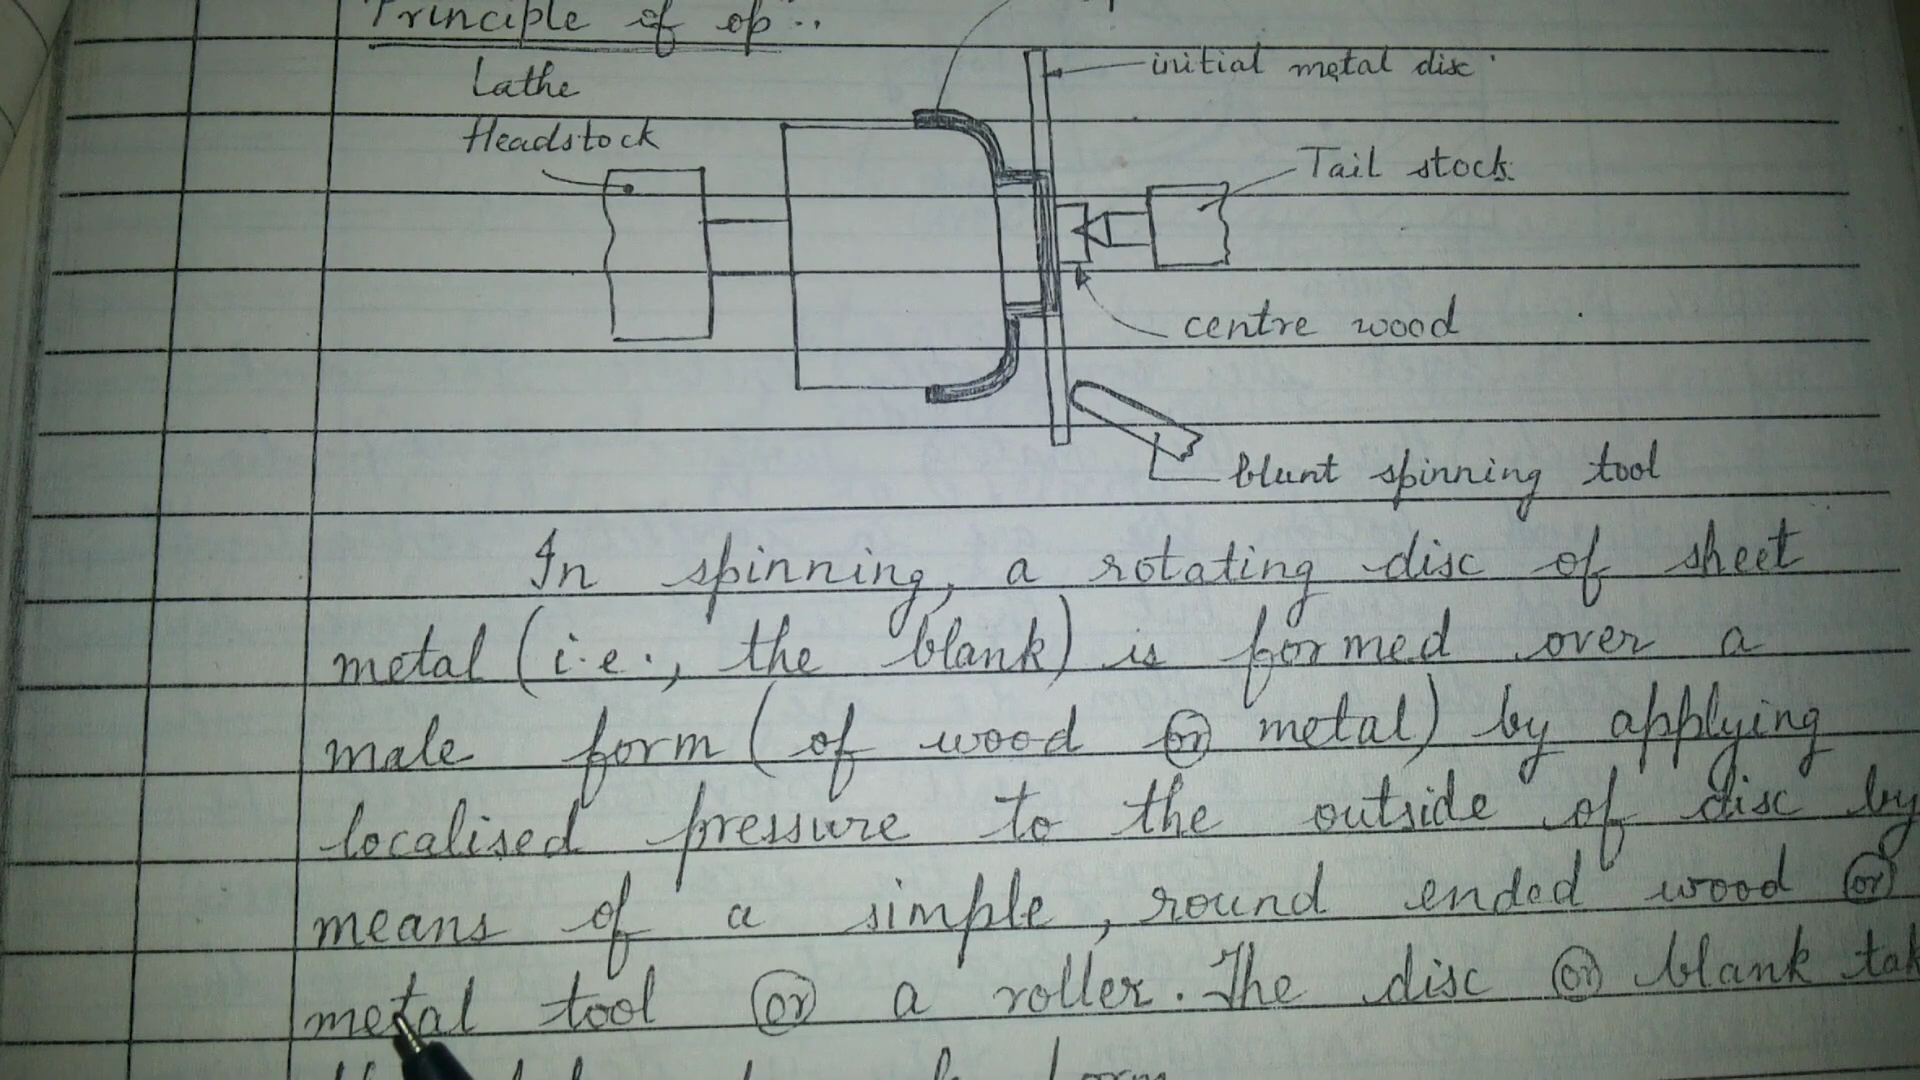 Principle of op..
initial metal disc
Lathe
Headstock
Tail stock
centre wood
blunt spinning tool
In spinning, a rotating disc of sheet
metal (i.e., the blank) is formed over a
male form (of wood or metal) by applying
localised pressure to the outside of disc by
means of a simple, round ended wood or
metal tool or a roller. The disc or blank tak
form